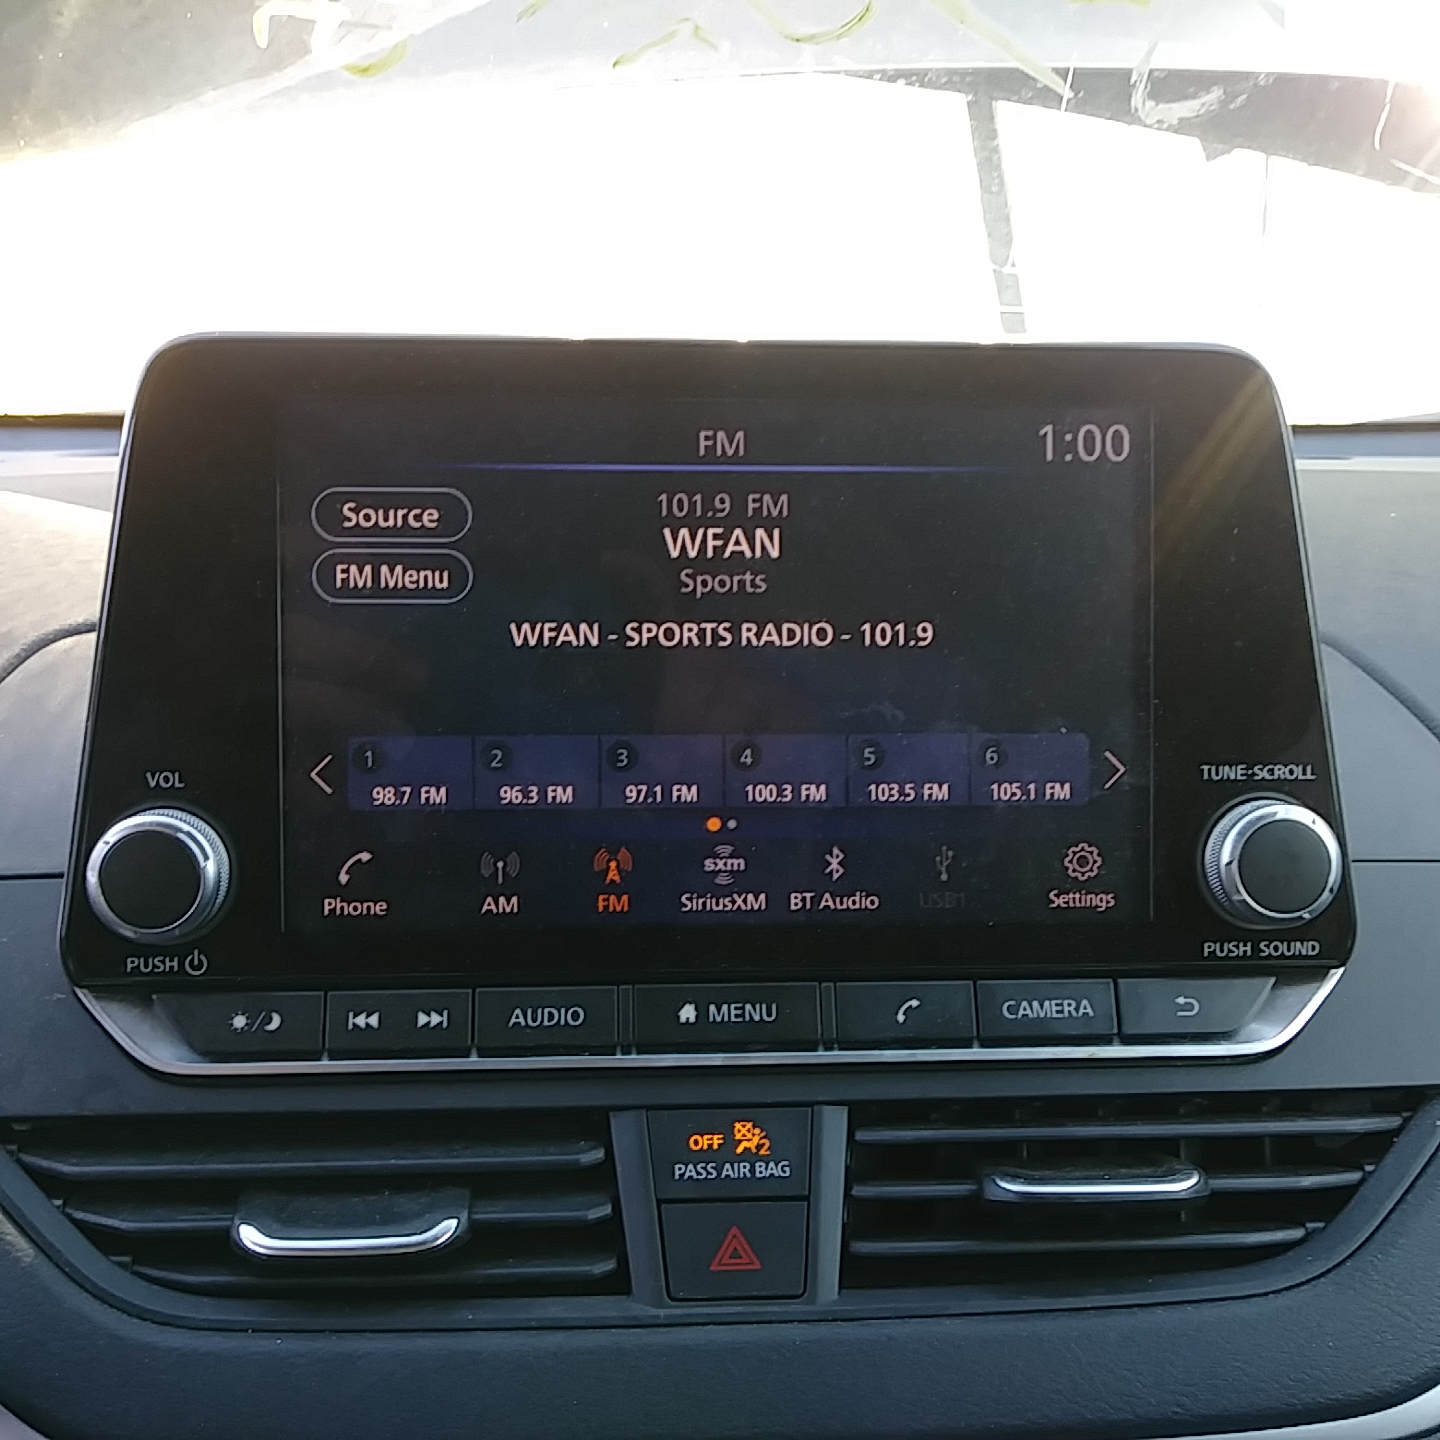 FM
1:00
Source
101.9 FM
WFAN
FM Menu
Sports
WFAN - SPORTS RADIO - 101.9
1 2 3 4 5 6
98.7 FM 96.3 FM 97.1 FM 100.3 FM 103.5 FM 105.1 FM
VOL
TUNE·SCROLL
sxm
Phone AM FM SiriusXM BT Audio USB1 Settings
PUSH
PUSH SOUND
AUDIO MENU CAMERA
OFF 2
PASS AIR BAG